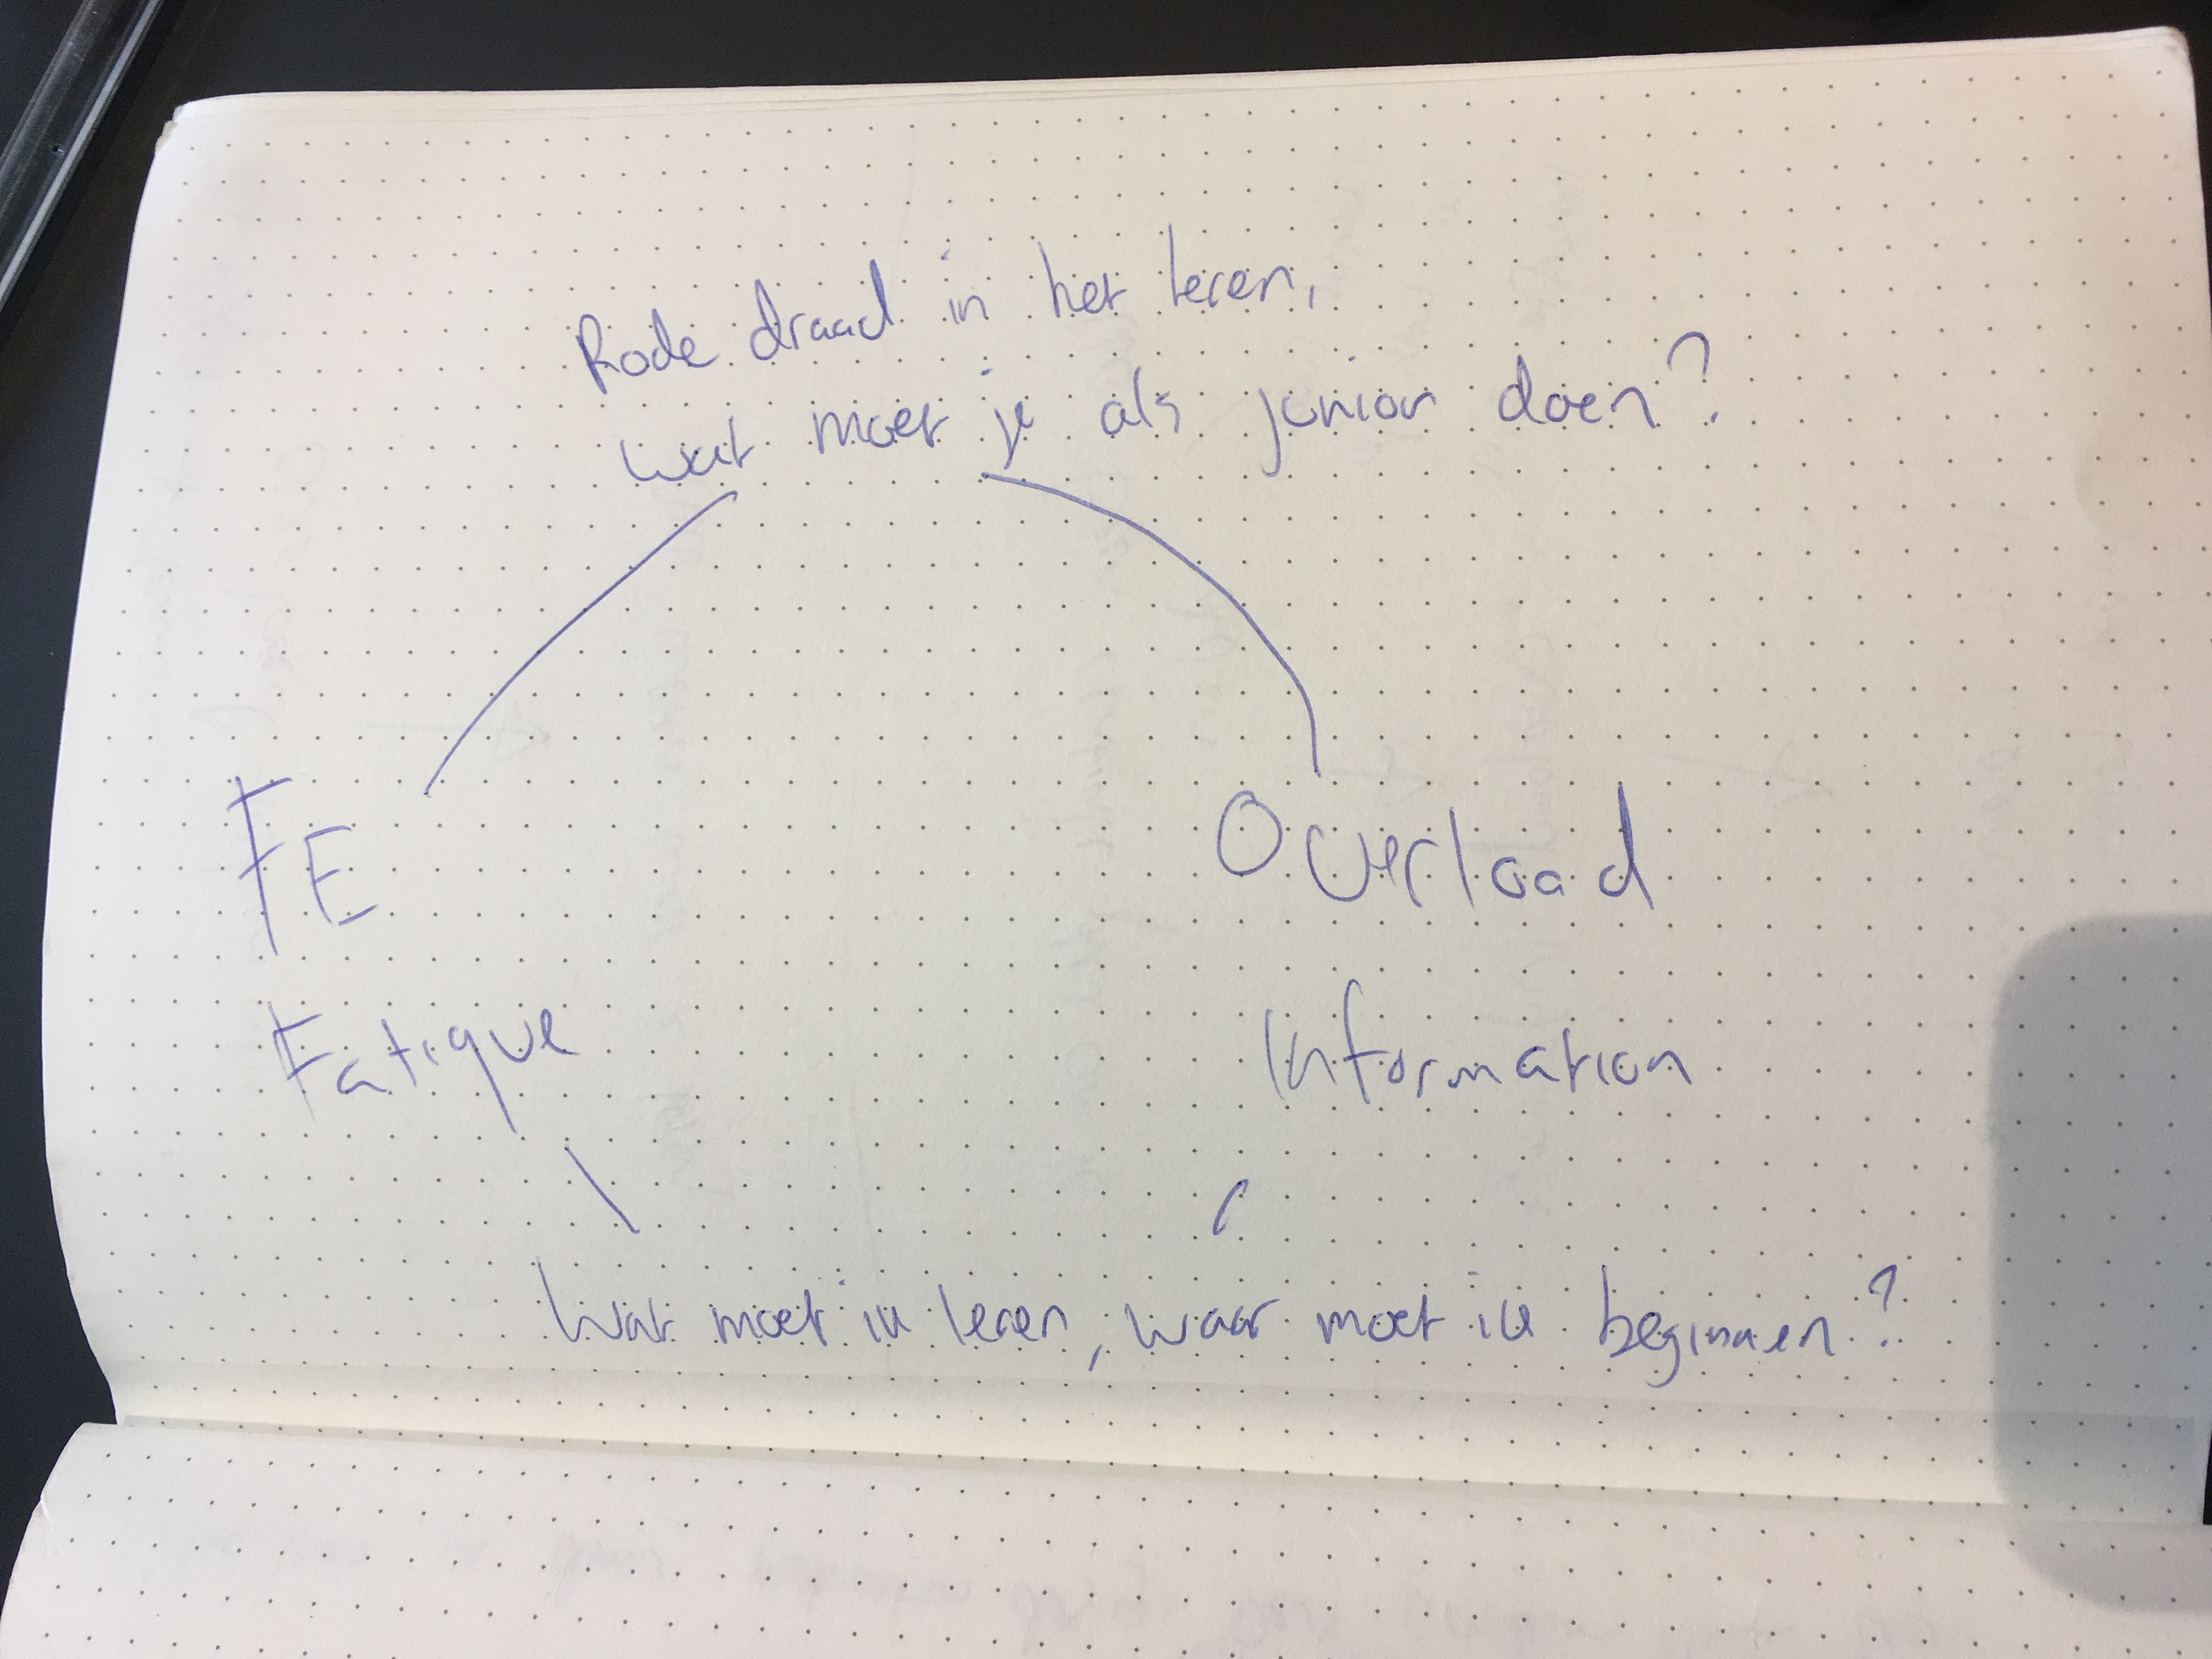 Rode draad in het leren,
wat moet je als junior doen?
FE
Overload
Fatique
Information
Wat moet ik leren, waar moet ik beginnen?